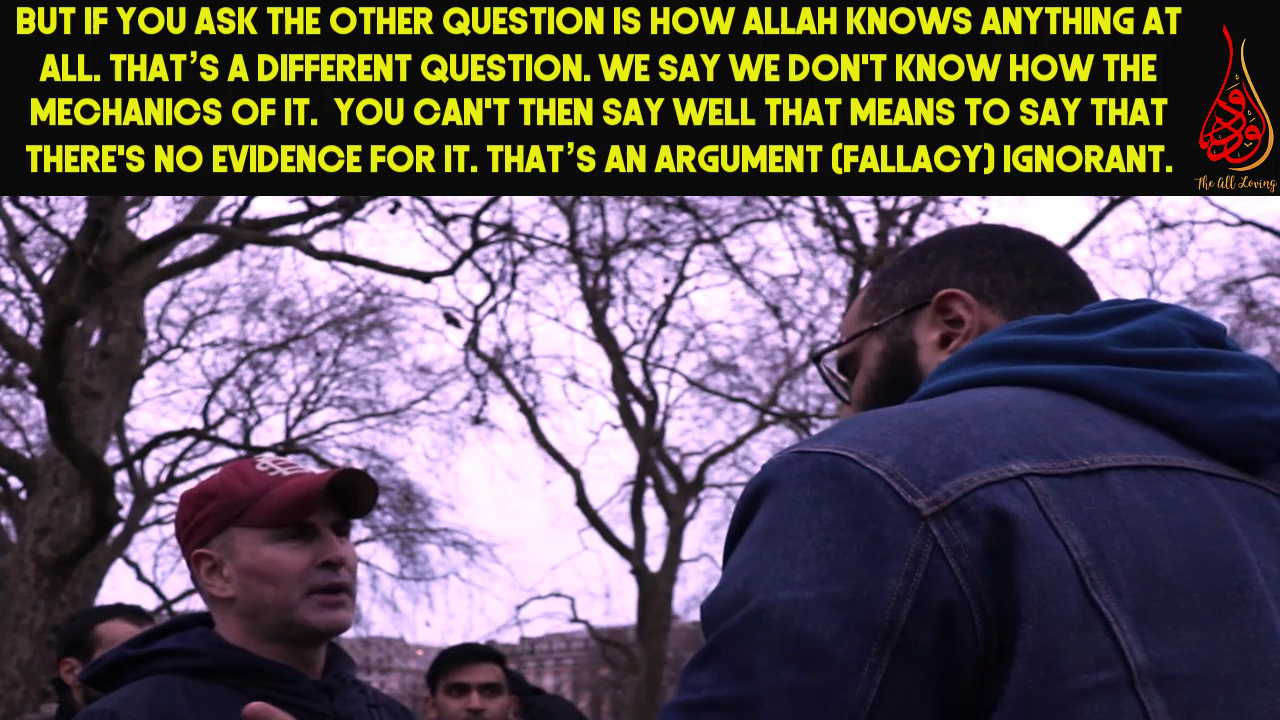 BUT IF YOU ASK THE OTHER QUESTION IS HOW ALLAH KNOWS ANYTHING AT
ALL. THAT’S A DIFFERENT QUESTION. WE SAY WE DON'T KNOW HOW THE
MECHANICS OF IT.  YOU CAN'T THEN SAY WELL THAT MEANS TO SAY THAT
THERE'S NO EVIDENCE FOR IT. THAT’S AN ARGUMENT (FALLACY) IGNORANT.
The All Loving